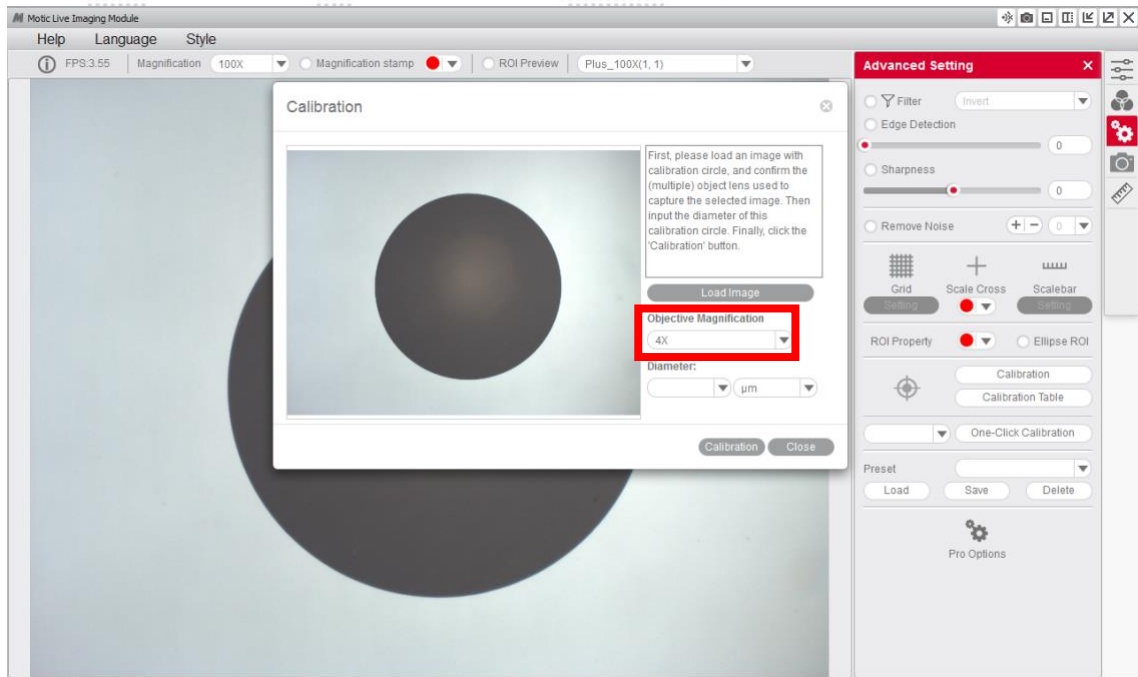 Motic Live Imaging Module
Help Language Style
FPS:3.55 Magnification 100X Magnification stamp ROI Preview Plus_100X(1, 1)
Calibration
First, please load an image with
calibration circle, and confirm the
(multiple) object lens used to
capture the selected image. Then
input the diameter of this
calibration circle. Finally, click the
'Calibration' button.
Load Image
Objective Magnification
4X
Diameter:
µm
Calibration Close
Advanced Setting
Filter Invert
Edge Detection
0
Sharpness
0
Remove Noise + - 0
Grid Scale Cross Scalebar
Setting Setting
ROI Property Ellipse ROI
Calibration
Calibration Table
One-Click Calibration
Preset
Load Save Delete
Pro Options